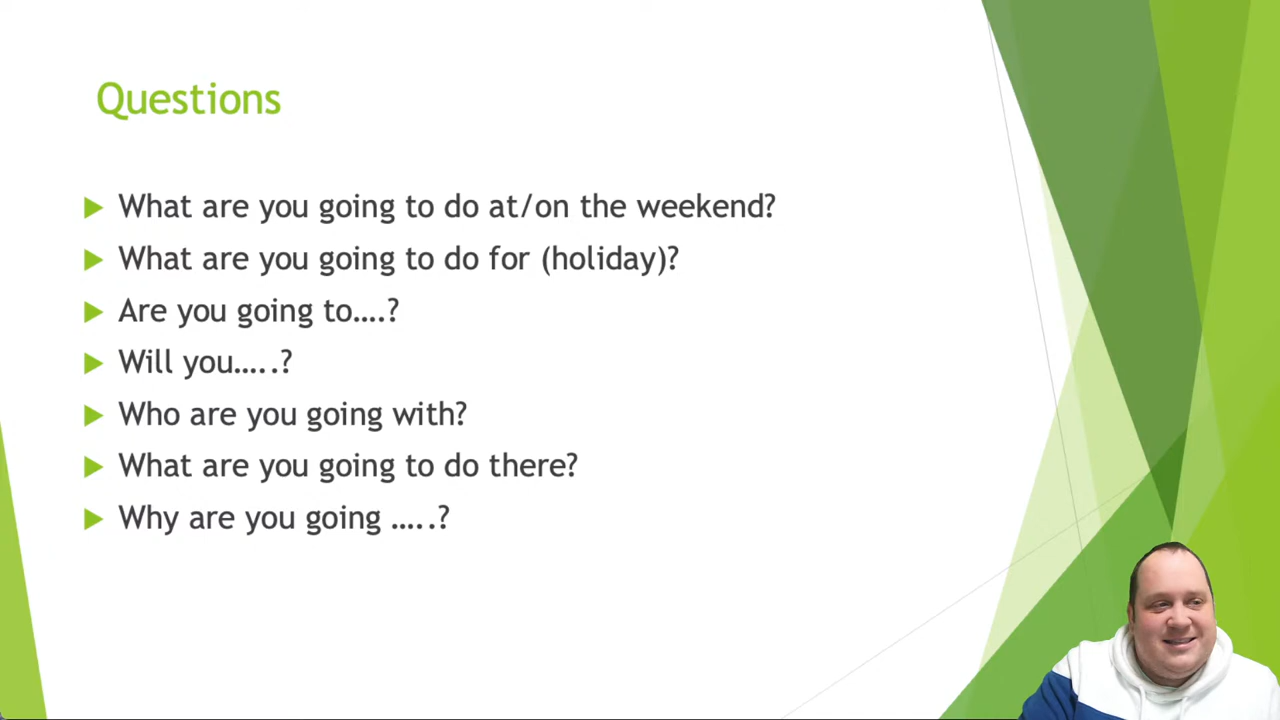 Questions
What are you going to do at/on the weekend?
What are you going to do for (holiday)?
Are you going to….?
Will you…..?
Who are you going with?
What are you going to do there?
Why are you going …..?